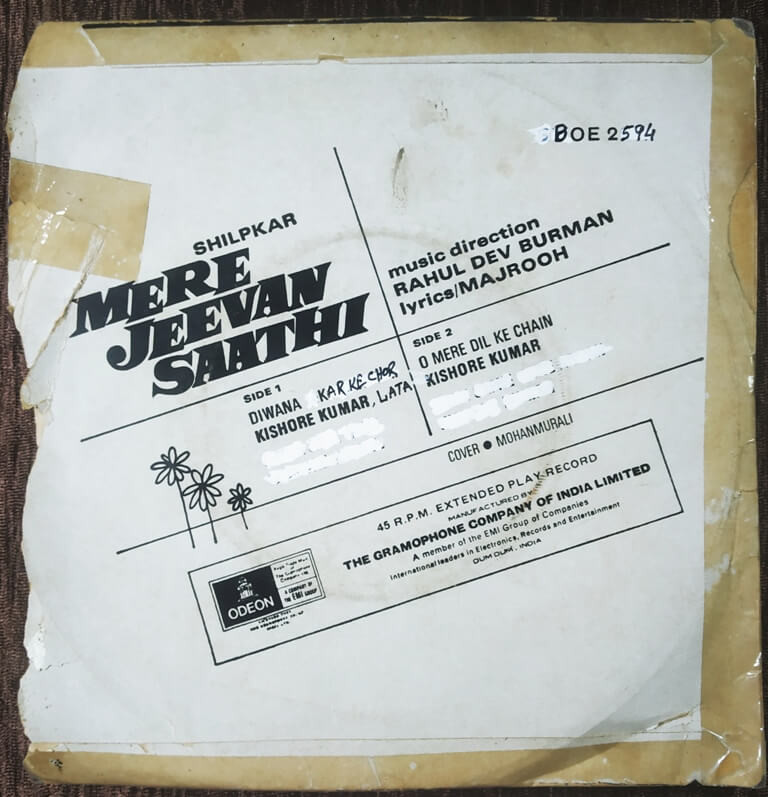 BOE 2594
SHILPKAR
MERE
JEEVAN
SAATHI
music direction
RAHUL DEV BURMAN
lyrics/MAJROOH
SIDE 1
DIWANA KAR KE CHOR
KISHORE KUMAR, LATA
SIDE 2
O MERE DIL KE CHAIN
KISHORE KUMAR
COVER ● MOHANMURALI
45 R.P.M. EXTENDED PLAY RECORD
MANUFACTURED BY
THE GRAMOPHONE COMPANY OF INDIA LIMITED
A member of the EMI Group of Companies
International leaders in Electronics, Records and Entertainment
DUM DUM, INDIA
ODEON
A COMPANY OF
THE EMI GROUP